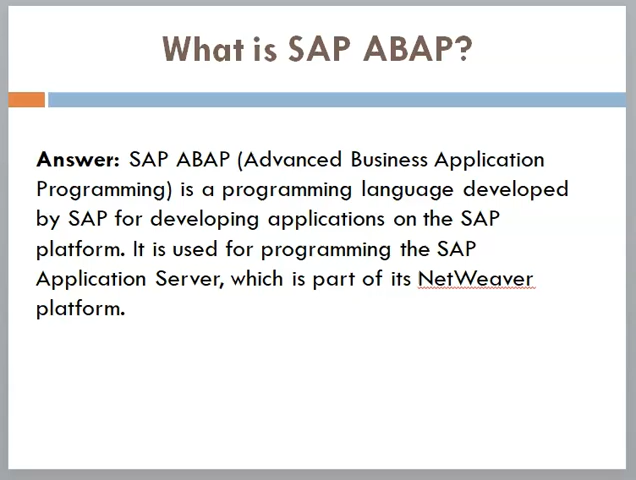 What is SAP ABAP?
Answer: SAP ABAP (Advanced Business Application
Programming) is a programming language developed
by SAP for developing applications on the SAP
platform. It is used for programming the SAP
Application Server, which is part of its NetWeaver
platform.